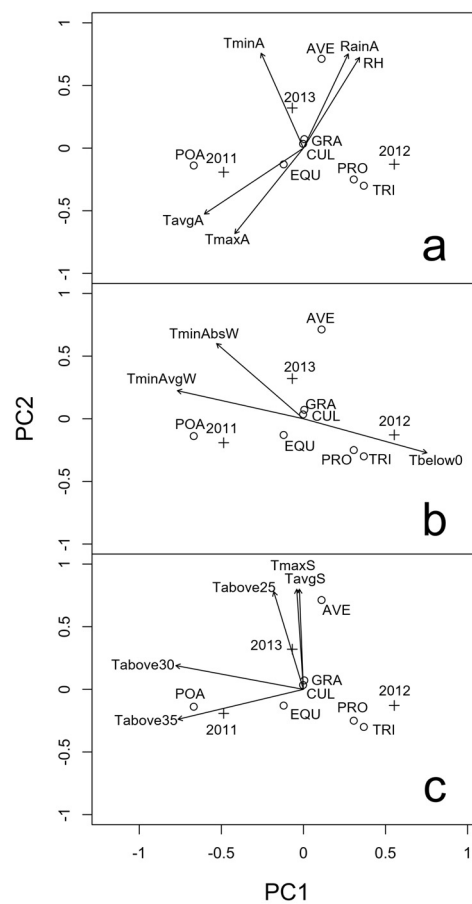 1
TminA
AVE
RainA
RH
0.5
2013
GRA
0
POA
2011
CUL
PRO
2012
EQU
TRI
TavgA
-0.5
TmaxA
a
-1
1
AVE
TminAbsW
0.5
2013
TminAvgW
GRA
PC2
POA
CUL
2012
0
2011
EQU
PRO
TRI
Tbelow0
-0.5
b
-1
1
TmaxS
TavgS
Tabove25
AVE
0.5
2013
Tabove30
GRA
POA
CUL
2012
0
Tabove35
2011
EQU
PRO
TRI
-0.5
c
-1
-1 -0.5 0 0.5 1
PC1